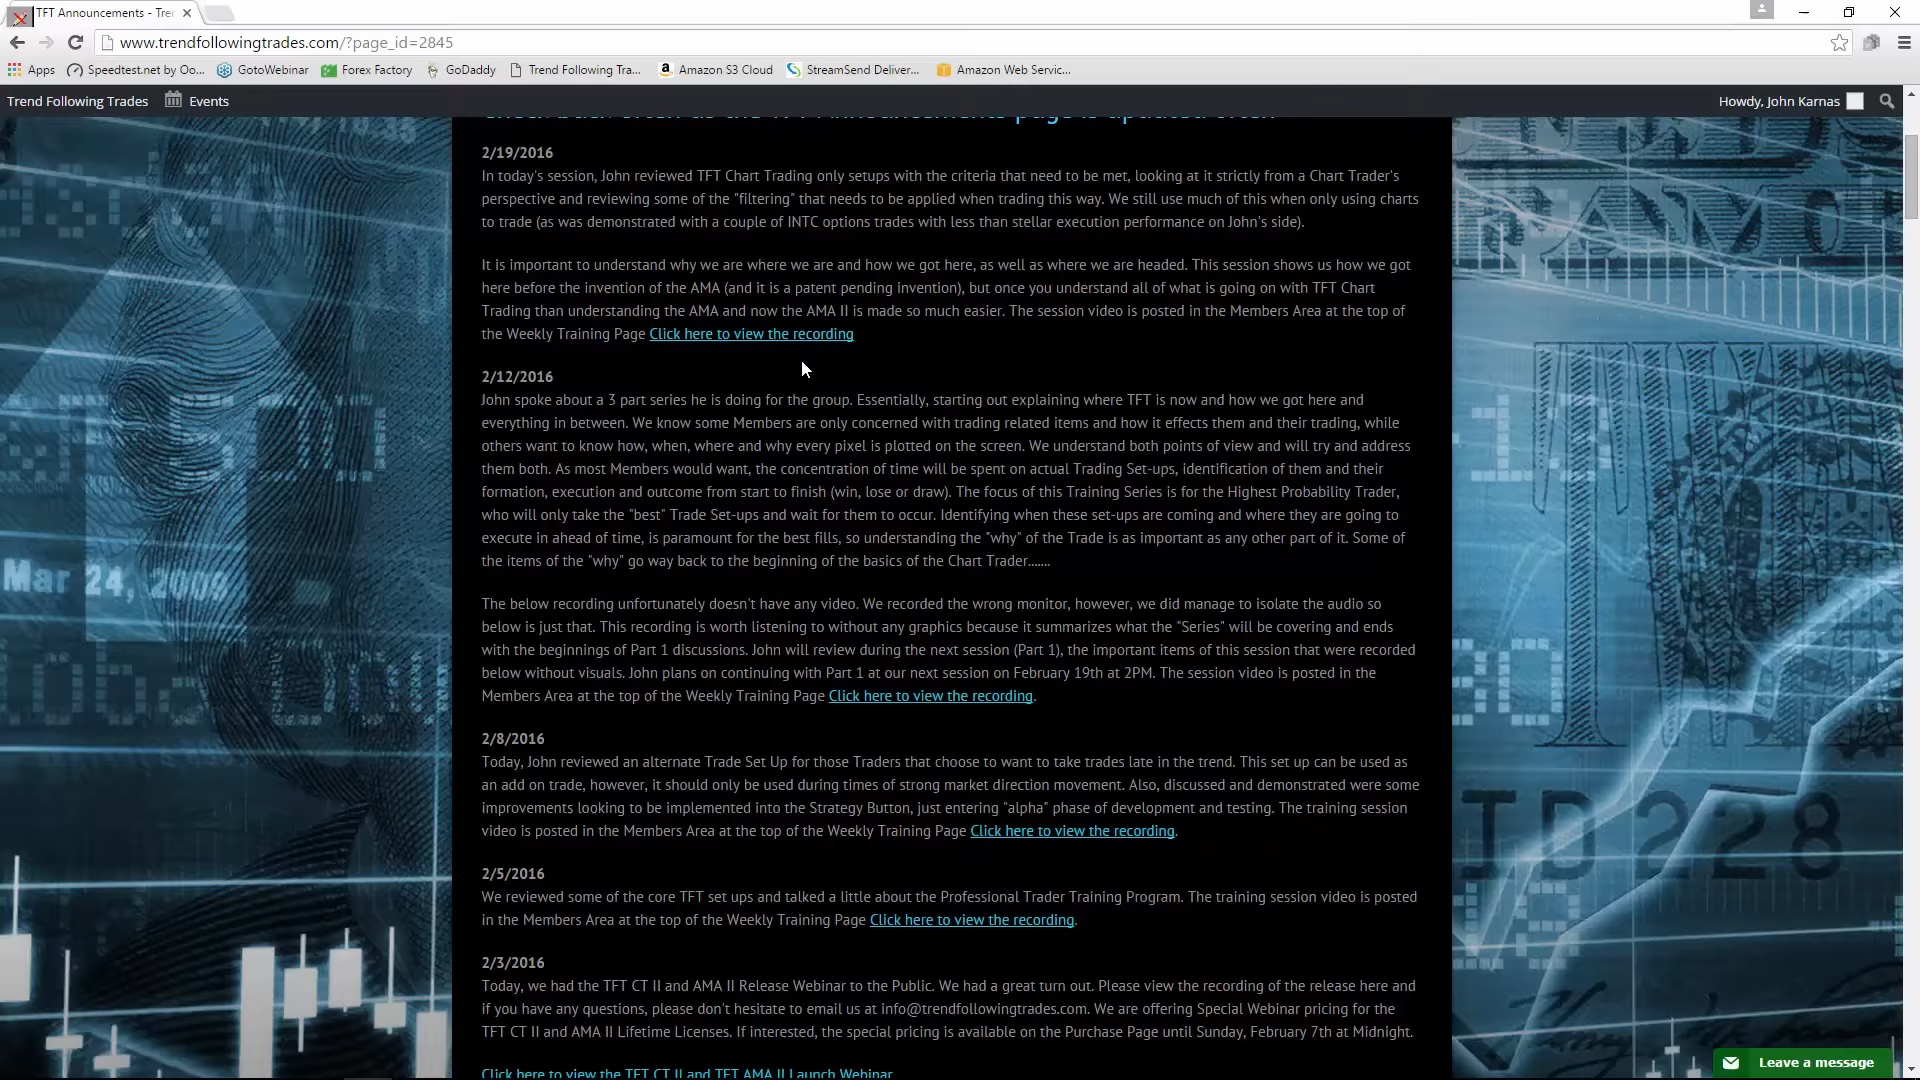 TFT Announcements - Tre
www.trendfollowingtrades.com/?page_id=2845
Apps Speedtest.net by Oo... GotoWebinar Forex Factory GoDaddy Trend Following Tra... Amazon S3 Cloud StreamSend Deliver... Amazon Web Servic...
Trend Following Trades Events Howdy, John Karnas
Check back often as the TFT Announcements page is updated often
2/19/2016
In today's session, John reviewed TFT Chart Trading only setups with the criteria that need to be met, looking at it strictly from a Chart Trader's
perspective and reviewing some of the "filtering" that needs to be applied when trading this way. We still use much of this when only using charts
to trade (as was demonstrated with a couple of INTC options trades with less than stellar execution performance on John's side).
It is important to understand why we are where we are and how we got here, as well as where we are headed. This session shows us how we got
here before the invention of the AMA (and it is a patent pending invention), but once you understand all of what is going on with TFT Chart
Trading than understanding the AMA and now the AMA II is made so much easier. The session video is posted in the Members Area at the top of
the Weekly Training Page Click here to view the recording
2/12/2016
John spoke about a 3 part series he is doing for the group. Essentially, starting out explaining where TFT is now and how we got here and
everything in between. We know some Members are only concerned with trading related items and how it effects them and their trading, while
others want to know how, when, where and why every pixel is plotted on the screen. We understand both points of view and will try and address
them both. As most Members would want, the concentration of time will be spent on actual Trading Set-ups, identification of them and their
formation, execution and outcome from start to finish (win, lose or draw). The focus of this Training Series is for the Highest Probability Trader,
who will only take the "best" Trade Set-ups and wait for them to occur. Identifying when these set-ups are coming and where they are going to
execute in ahead of time, is paramount for the best fills, so understanding the "why" of the Trade is as important as any other part of it. Some of
the items of the "why" go way back to the beginning of the basics of the Chart Trader.......
The below recording unfortunately doesn't have any video. We recorded the wrong monitor, however, we did manage to isolate the audio so
below is just that. This recording is worth listening to without any graphics because it summarizes what the "Series" will be covering and ends
with the beginnings of Part 1 discussions. John will review during the next session (Part 1), the important items of this session that were recorded
below without visuals. John plans on continuing with Part 1 at our next session on February 19th at 2PM. The session video is posted in the
Members Area at the top of the Weekly Training Page Click here to view the recording.
2/8/2016
Today, John reviewed an alternate Trade Set Up for those Traders that choose to want to take trades late in the trend. This set up can be used as
an add on trade, however, it should only be used during times of strong market direction movement. Also, discussed and demonstrated were some
improvements looking to be implemented into the Strategy Button, just entering "alpha" phase of development and testing. The training session
video is posted in the Members Area at the top of the Weekly Training Page Click here to view the recording.
2/5/2016
We reviewed some of the core TFT set ups and talked a little about the Professional Trader Training Program. The training session video is posted
in the Members Area at the top of the Weekly Training Page Click here to view the recording.
2/3/2016
Today, we had the TFT CT II and AMA II Release Webinar to the Public. We had a great turn out. Please view the recording of the release here and
if you have any questions, please don't hesitate to email us at info@trendfollowingtrades.com. We are offering Special Webinar pricing for the
TFT CT II and AMA II Lifetime Licenses. If interested, the special pricing is available on the Purchase Page until Sunday, February 7th at Midnight.
Click here to view the TFT CT II and TFT AMA II Launch Webinar
Leave a message